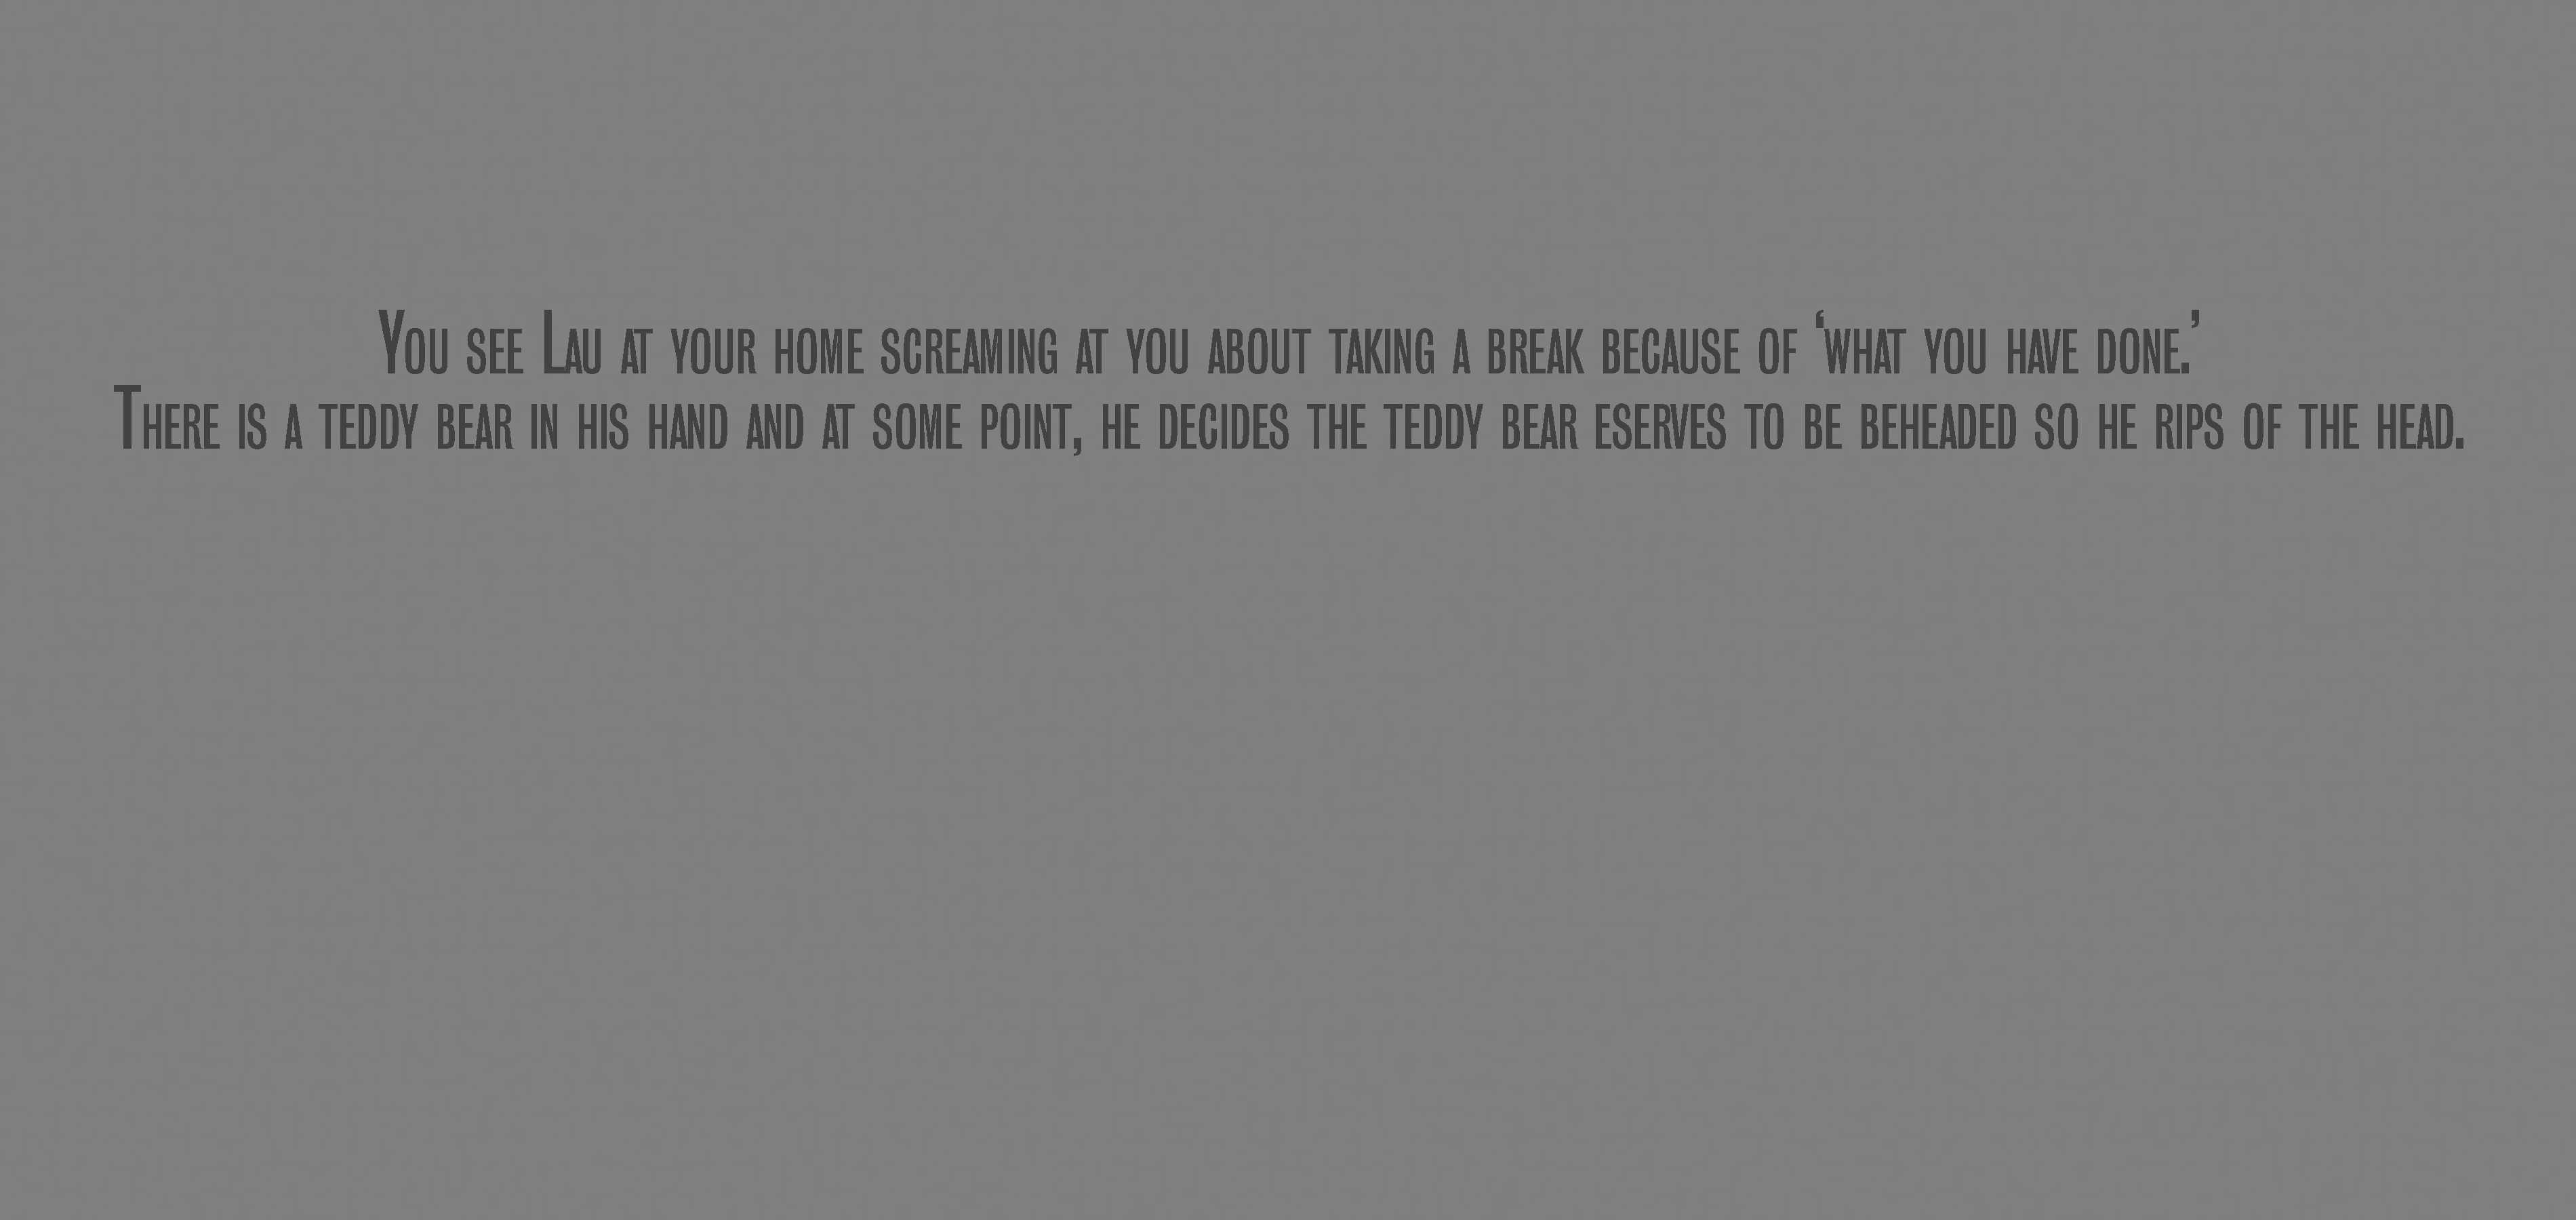 You see Lau at your home screaming at you about taking a break because of ‘what you have done.’
There is a teddy bear in his hand and at some point, he decides the teddy bear eserves to be beheaded so he rips of the head.